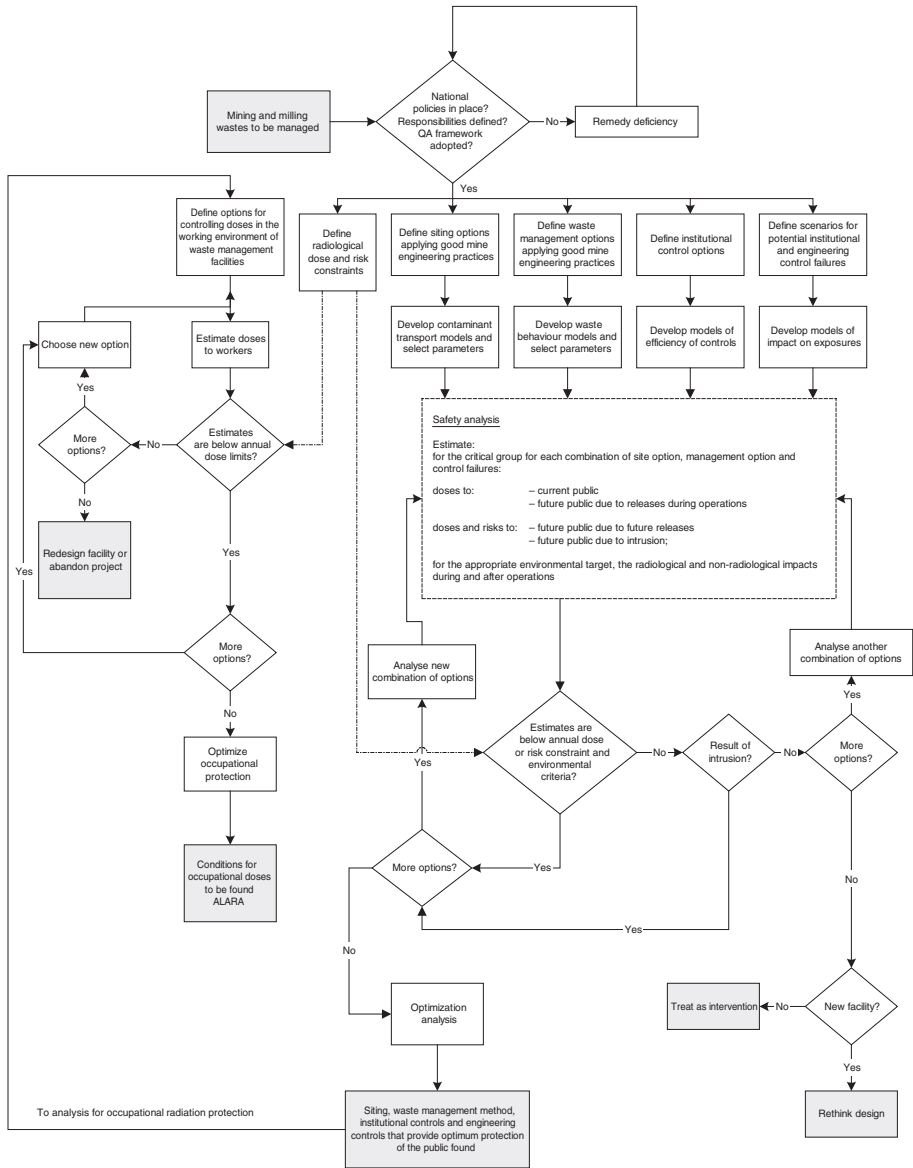 National
policies in place?
Responsibilities defined?
QA framework
adopted?
Mining and milling
wastes to be managed
No
Remedy deficiency
Yes
Define options for
controlling doses in the
working environment of
waste management
facilities
Define
radiological
dose and risk
constraints
Define siting options
applying good mine
engineering practices
Define waste
management options
applying good mine
engineering practices
Define institutional
control options
Define scenarios for
potential institutional
and engineering
control failures
Choose new option
Estimate doses
to workers
Develop contaminant
transport models and
select parameters
Develop waste
behaviour models and
select parameters
Develop models of
efficiency of controls
Develop models of
impact on exposures
Yes
More
options?
No
Estimates
are below annual
dose limits?
Safety analysis
Estimate:
for the critical group for each combination of site option, management option and
control failures:
doses to: – current public
– future public due to releases during operations
doses and risks to: – future public due to future releases
– future public due to intrusion;
for the appropriate environmental target, the radiological and non-radiological impacts
during and after operations
No
Redesign facility or
abandon project
Yes
Yes
More
options?
Analyse new
combination of options
Analyse another
combination of options
Yes
No
Optimize
occupational
protection
Yes
Estimates are
below annual dose
or risk constraint and
environmental
criteria?
No
Result of
intrusion?
No
More
options?
Conditions for
occupational doses
to be found
ALARA
More options?
Yes
No
Yes
No
Optimization
analysis
Treat as intervention
No
New facility?
Yes
To analysis for occupational radiation protection
Siting, waste management method,
institutional controls and engineering
controls that provide optimum protection
of the public found
Rethink design